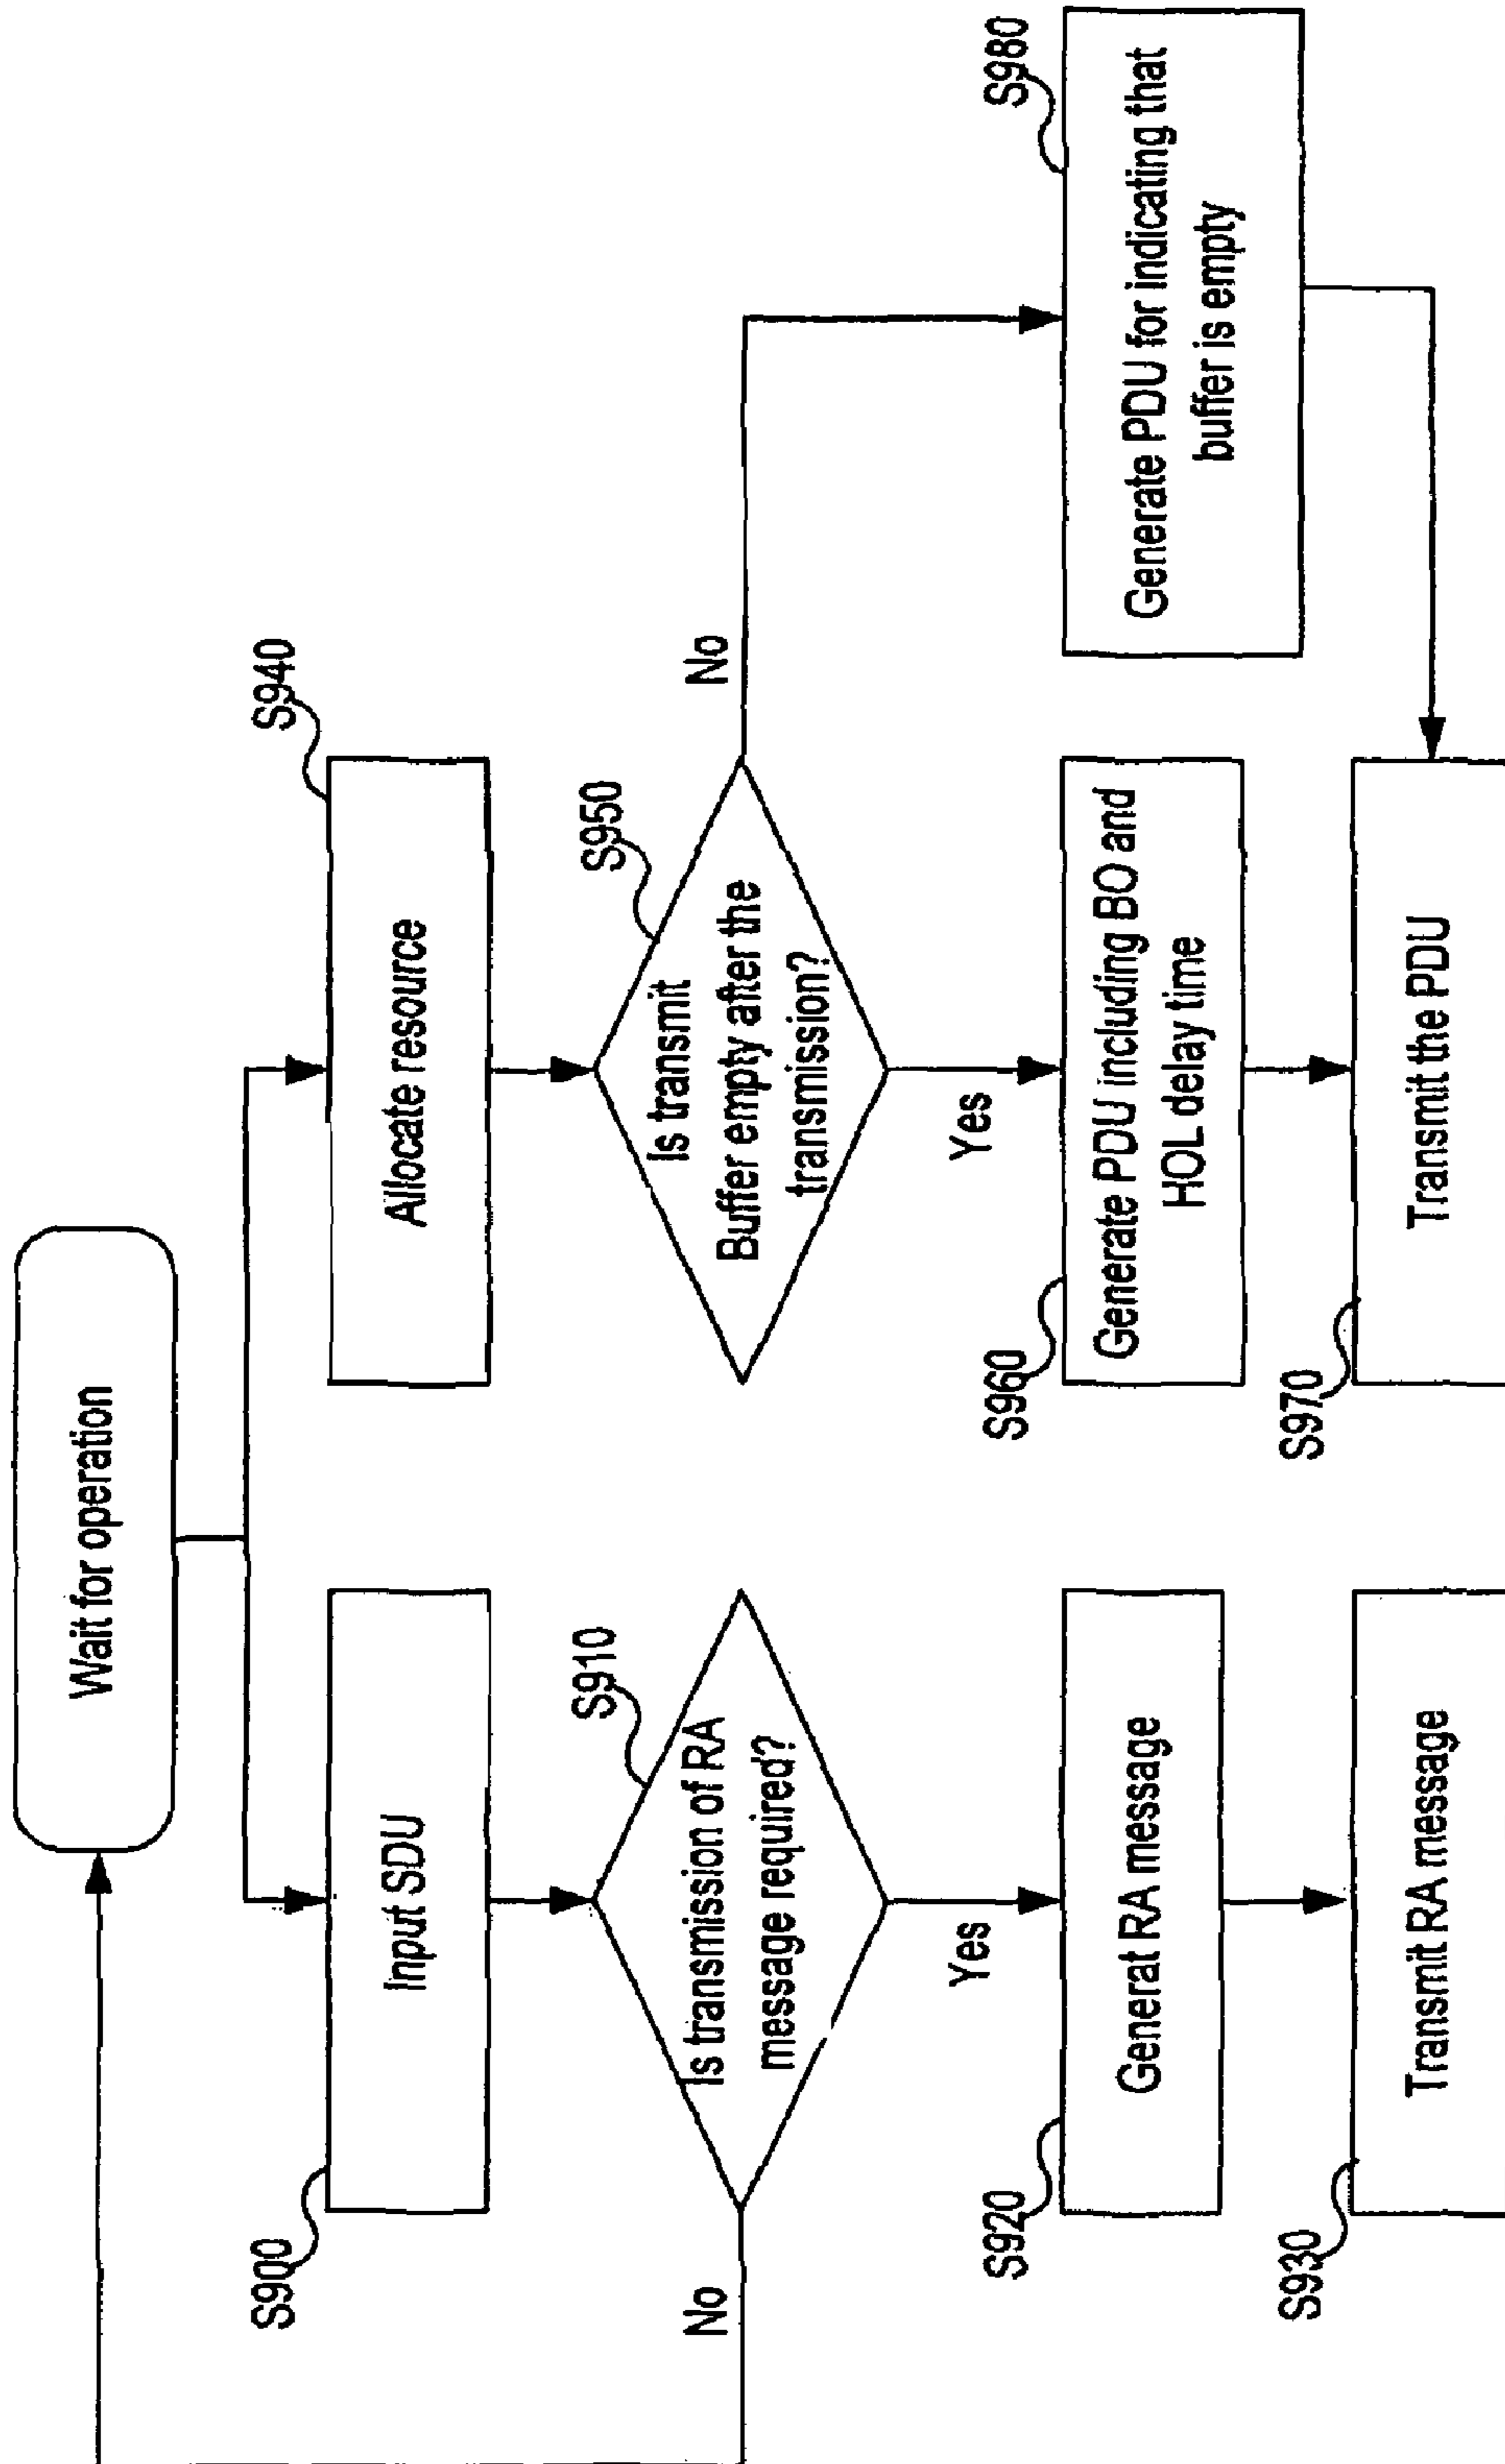 Wait for operation
S900
Input SDU
S910
Is transmission of RA
message required?
No
Yes
S920
Generat RA message
S930
Transmit RA message
S940
Allocate resource
S950
Is transmit
Buffer empty after the
transmission?
No
Yes
S960
Generate PDU including BO and
HOL delay time
S970
Transmit the PDU
S980
Generate PDU for indicating that
buffer is empty